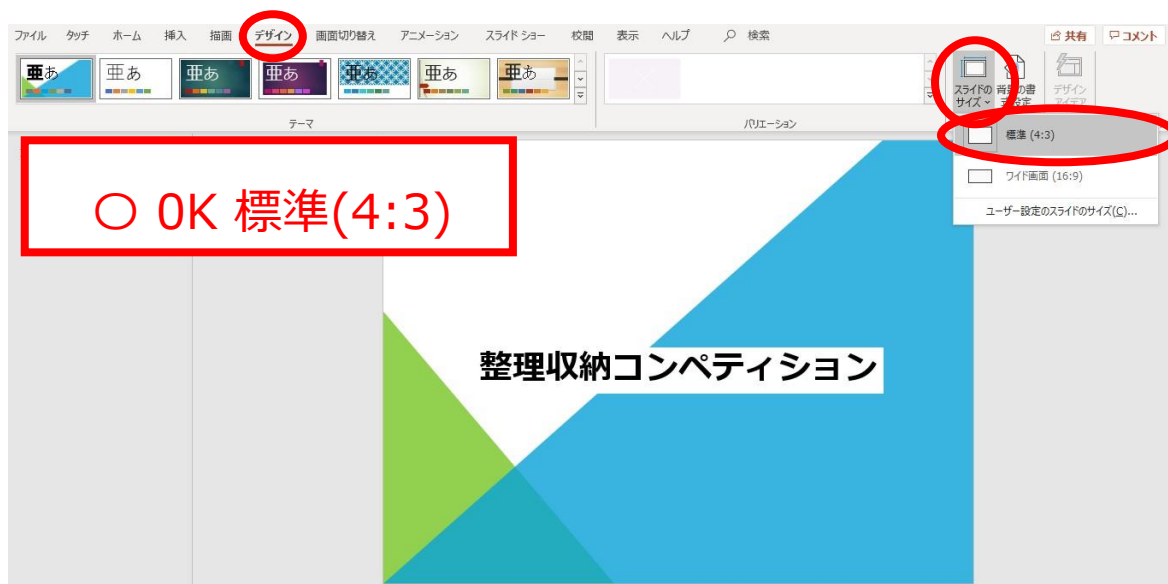 ファイル タッチ ホーム 挿入 描画 デザイン 画面切り替え アニメーション スライド ショー 校閲 表示 ヘルプ 検索 共有 コメント
亜あ 亜あ 亜あ 亜あ 亜あ 亜あ 亜あ
スライドの サイズ
背景の書 式設定
デザイン アイデア
テーマ バリエーション
標準 (4:3)
ワイド画面 (16:9)
ユーザー設定のスライドのサイズ(C)...
〇 0K 標準(4:3)
整理収納コンペティション